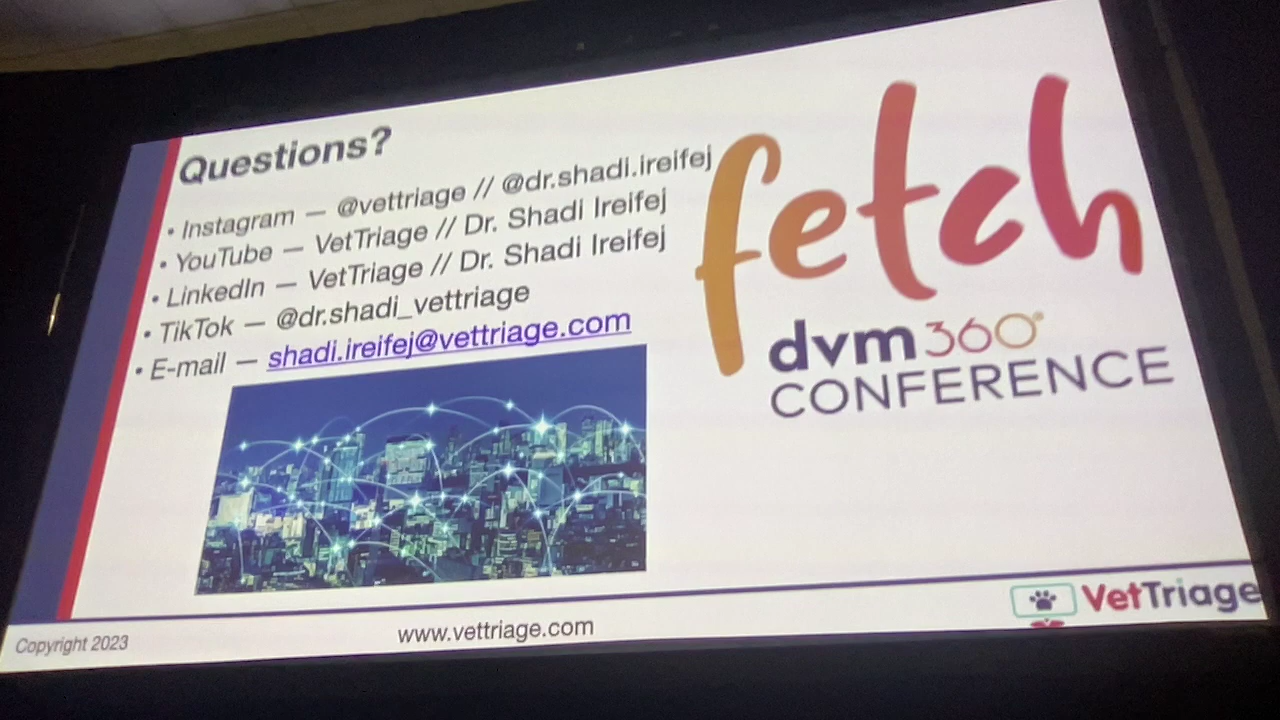 Questions?
• Instagram — @vettriage // @dr.shadi.ireifej
• YouTube — VetTriage // Dr. Shadi Ireifej
• LinkedIn — VetTriage // Dr. Shadi Ireifej
• TikTok — @dr.shadi_vettriage
• E-mail — shadi.ireifej@vettriage.com
fetch
dvm360®
CONFERENCE
Copyright 2023
www.vettriage.com
VetTriage